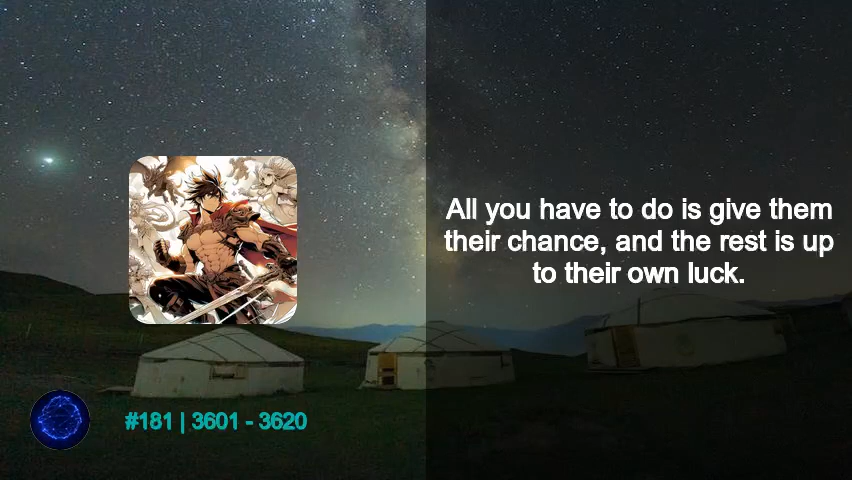 All you have to do is give them
their chance, and the rest is up
to their own luck.
#181 | 3601 - 3620